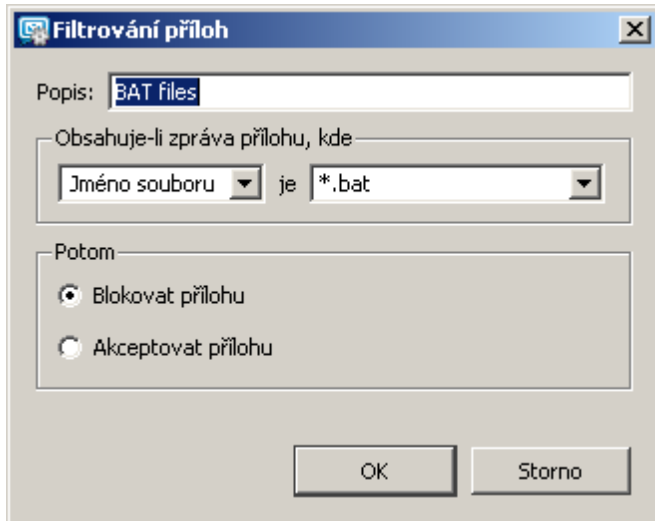 Filtrování příloh
Popis: BAT files
Obsahuje-li zpráva přílohu, kde
Jméno souboru je *.bat
Potom
Blokovat přílohu
Akceptovat přílohu
OK Storno